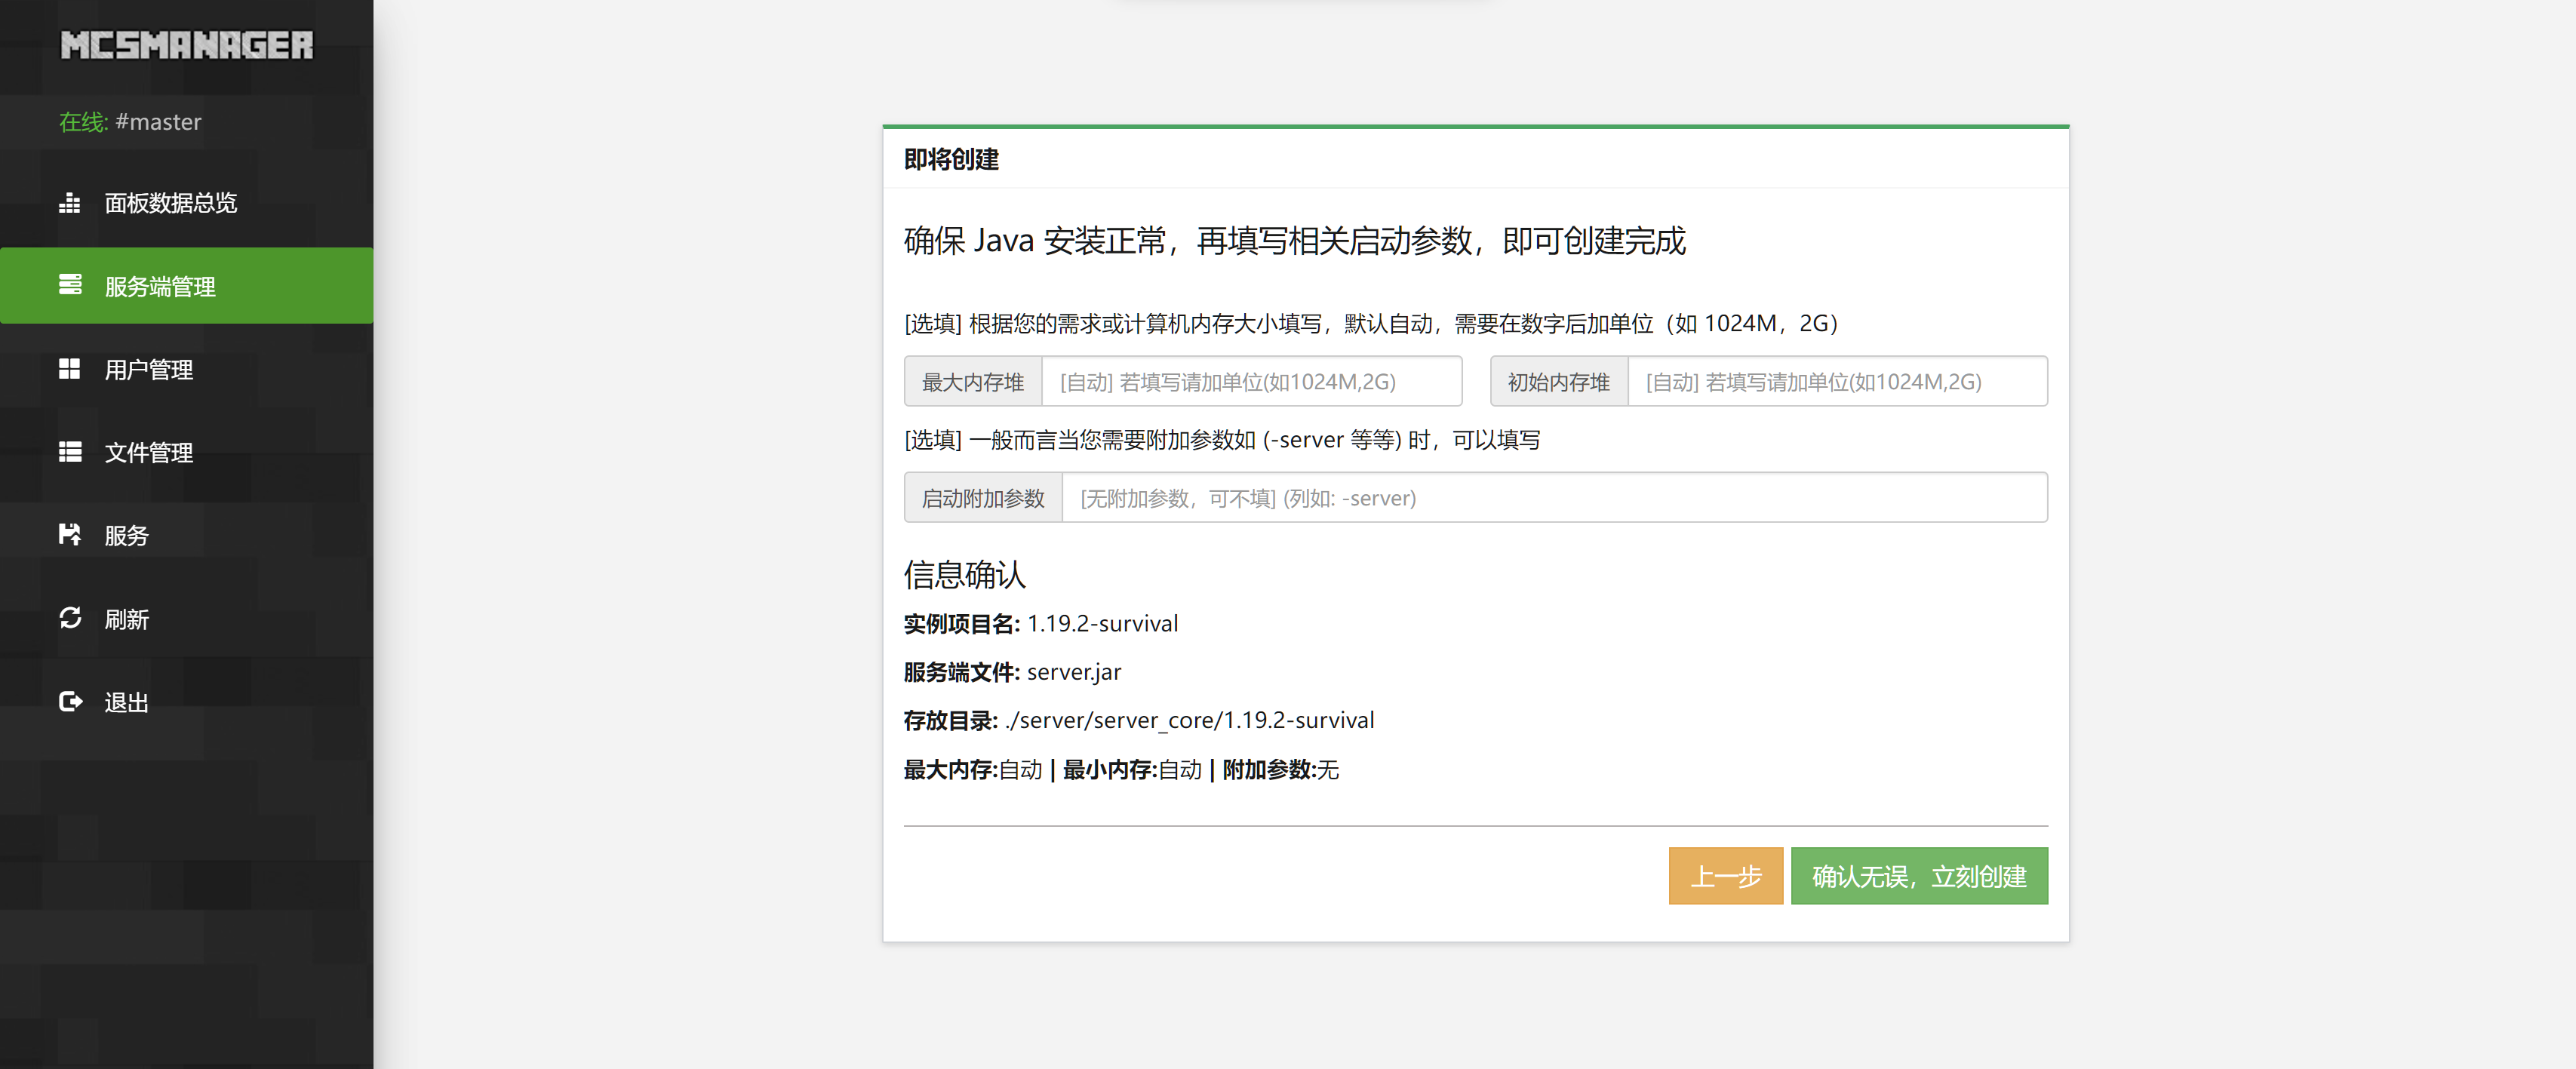 MCSMANAGER
在线: #master
面板数据总览
服务端管理
用户管理
文件管理
服务
刷新
退出
即将创建
确保 Java 安装正常，再填写相关启动参数，即可创建完成
[选填] 根据您的需求或计算机内存大小填写，默认自动，需要在数字后加单位（如 1024M，2G）
最大内存堆 [自动] 若填写请加单位(如1024M,2G) 初始内存堆 [自动] 若填写请加单位(如1024M,2G)
[选填] 一般而言当您需要附加参数如 (-server 等等) 时，可以填写
启动附加参数 [无附加参数，可不填] (列如: -server)
信息确认
实例项目名: 1.19.2-survival
服务端文件: server.jar
存放目录: ./server/server_core/1.19.2-survival
最大内存:自动 | 最小内存:自动 | 附加参数:无
上一步 确认无误，立刻创建